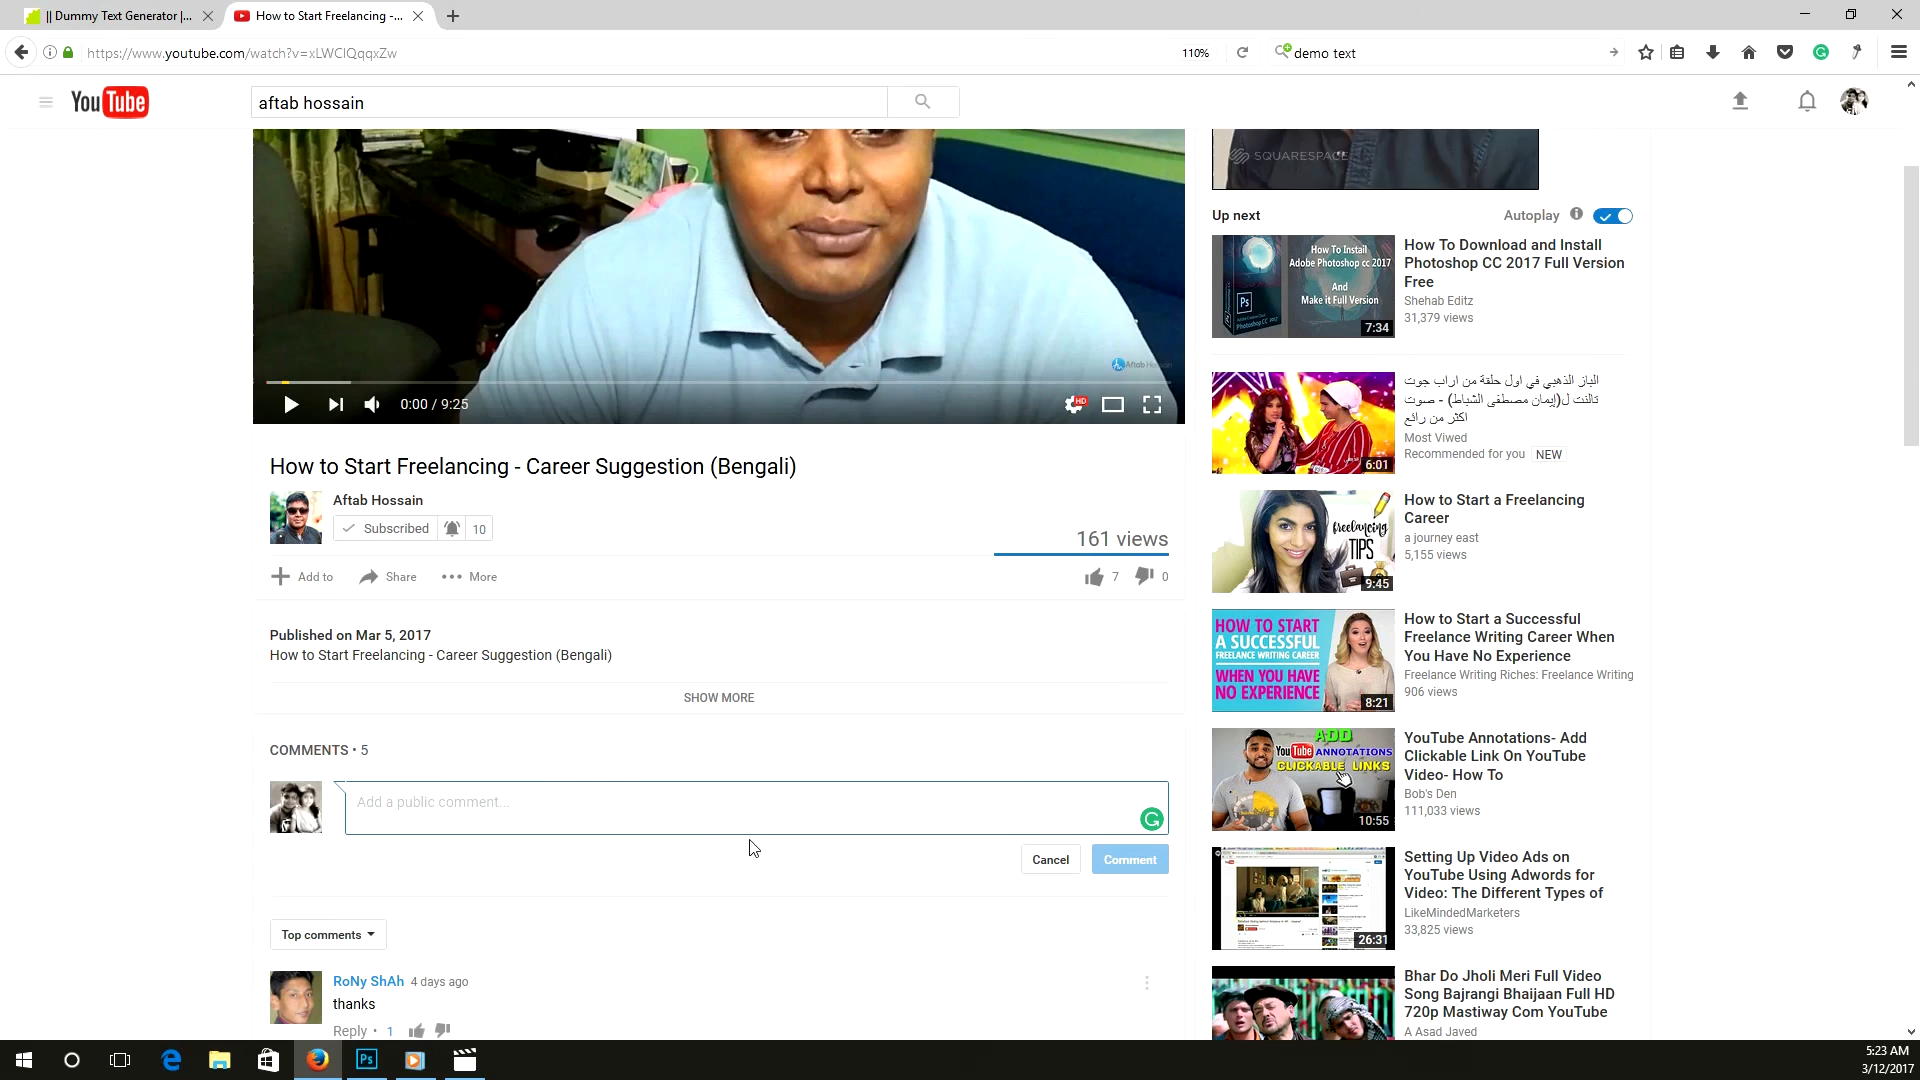 || Dummy Text Generator |...
How to Start Freelancing -...
https://www.youtube.com/watch?v=xLWCIQqqxZw
110%
demo text
YouTube
aftab hossain
SQUARESPACE
0:00 / 9:25
HD
Aftab
How to Start Freelancing - Career Suggestion (Bengali)
Aftab Hossain
Subscribed
10
161 views
Add to
Share
More
7
0
Published on Mar 5, 2017
How to Start Freelancing - Career Suggestion (Bengali)
SHOW MORE
COMMENTS • 5
Add a public comment...
Cancel
Comment
Top comments
RoNy ShAh 4 days ago
thanks
Reply • 1
Up next
Autoplay
How To Install
Adobe Photoshop cc 2017
And
Make it Full Version
Ps
7:34
How To Download and Install
Photoshop CC 2017 Full Version
Free
Shehab Editz
31,379 views
6:01
الباز الذهبي في اول حلقة من اراب جوت
تالنت ل(إيمان مصطفى الشباط) - صوت
اكثر من رائع
Most Viwed
Recommended for you NEW
freelancing
TIPS
9:45
How to Start a Freelancing
Career
a journey east
5,155 views
HOW TO START
A SUCCESSFUL
FREELANCE WRITING CAREER
WHEN YOU HAVE
NO EXPERIENCE
8:21
How to Start a Successful
Freelance Writing Career When
You Have No Experience
Freelance Writing Riches: Freelance Writing
906 views
ADD
YouTube ANNOTATIONS
CLICKABLE LINKS
10:55
YouTube Annotations- Add
Clickable Link On YouTube
Video- How To
Bob's Den
111,033 views
26:31
Setting Up Video Ads on
YouTube Using Adwords for
Video: The Different Types of
LikeMindedMarketers
33,825 views
Bhar Do Jholi Meri Full Video
Song Bajrangi Bhaijaan Full HD
720p Mastiway Com YouTube
A Asad Javed
Ps
5:23 AM
3/12/2017